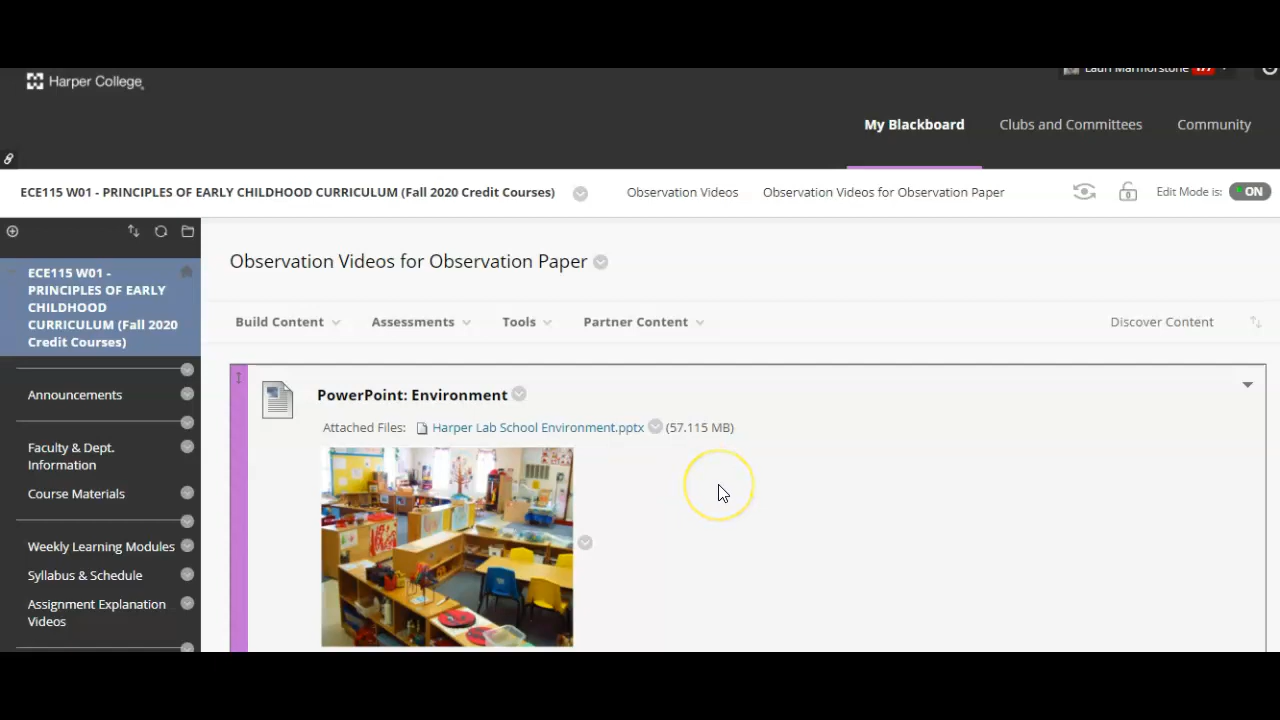 Harper College
Lauri Marmorstone
My Blackboard
Clubs and Committees
Community
ECE115 W01 - PRINCIPLES OF EARLY CHILDHOOD CURRICULUM (Fall 2020 Credit Courses)
Observation Videos
Observation Videos for Observation Paper
Edit Mode is:
ON
ECE115 W01 -
PRINCIPLES OF EARLY
CHILDHOOD
CURRICULUM (Fall 2020
Credit Courses)
Announcements
Faculty & Dept.
Information
Course Materials
Weekly Learning Modules
Syllabus & Schedule
Assignment Explanation
Videos
Observation Videos for Observation Paper
Build Content
Assessments
Tools
Partner Content
Discover Content
PowerPoint: Environment
Attached Files: Harper Lab School Environment.pptx (57.115 MB)